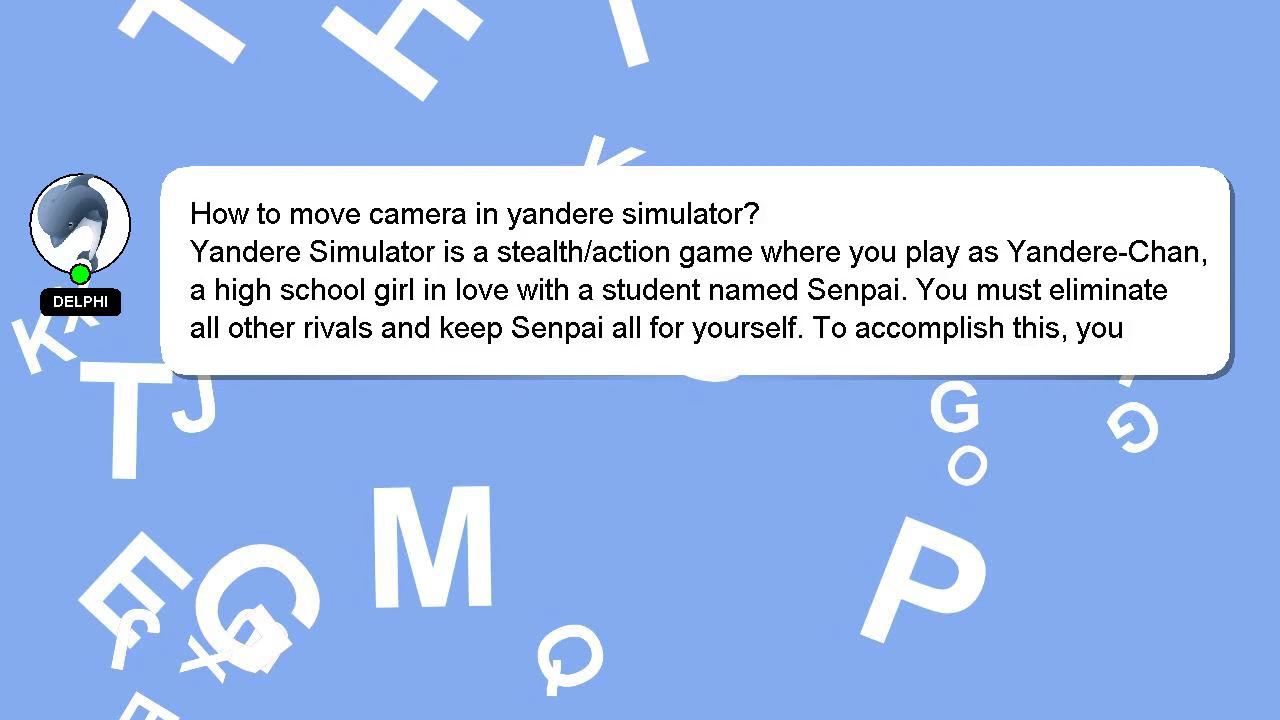 How to move camera in yandere simulator?
Yandere Simulator is a stealth/action game where you play as Yandere-Chan,
a high school girl in love with a student named Senpai. You must eliminate
all other rivals and keep Senpai all for yourself. To accomplish this, you
DELPHI
H
K
K
T
J
G
G
O
M
E
G
P
J
X
Q
E